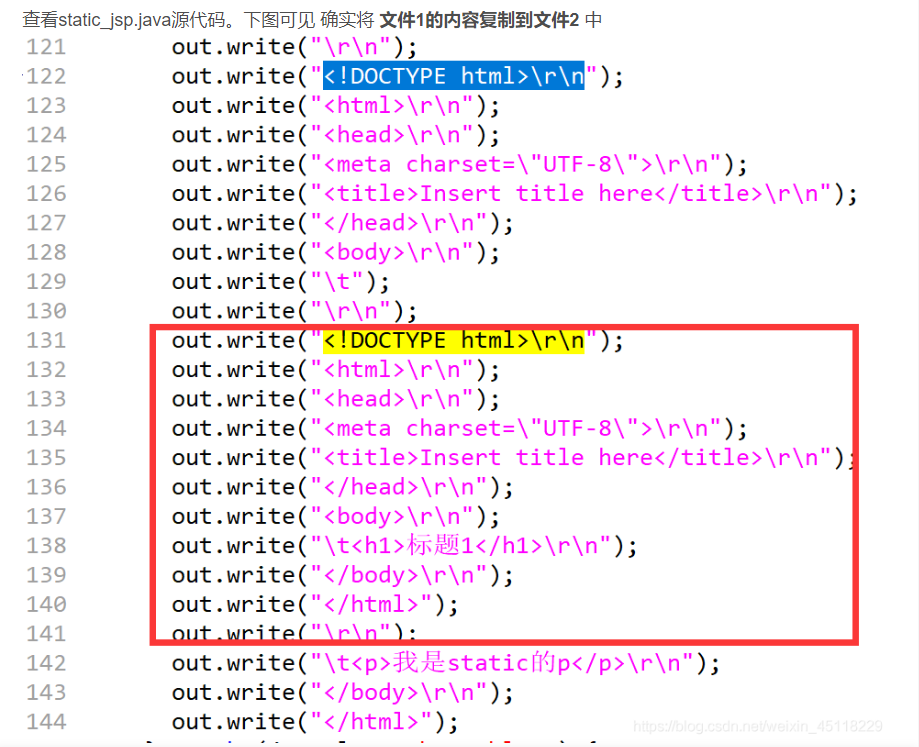 查看static_jsp.java源代码。下图可见 确实将 文件1的内容复制到文件2 中
121 out.write("\r\n");
122 out.write("<!DOCTYPE html>\r\n");
123 out.write("<html>\r\n");
124 out.write("<head>\r\n");
125 out.write("<meta charset=\"UTF-8\">\r\n");
126 out.write("<title>Insert title here</title>\r\n");
127 out.write("</head>\r\n");
128 out.write("<body>\r\n");
129 out.write("\t");
130 out.write("\r\n");
131 out.write("<!DOCTYPE html>\r\n");
132 out.write("<html>\r\n");
133 out.write("<head>\r\n");
134 out.write("<meta charset=\"UTF-8\">\r\n");
135 out.write("<title>Insert title here</title>\r\n");
136 out.write("</head>\r\n");
137 out.write("<body>\r\n");
138 out.write("\t<h1>标题1</h1>\r\n");
139 out.write("</body>\r\n");
140 out.write("</html>");
141 out.write("\r\n");
142 out.write("\t<p>我是static的p</p>\r\n");
143 out.write("</body>\r\n");
144 out.write("</html>");
https://blog.csdn.net/weixin_45118229